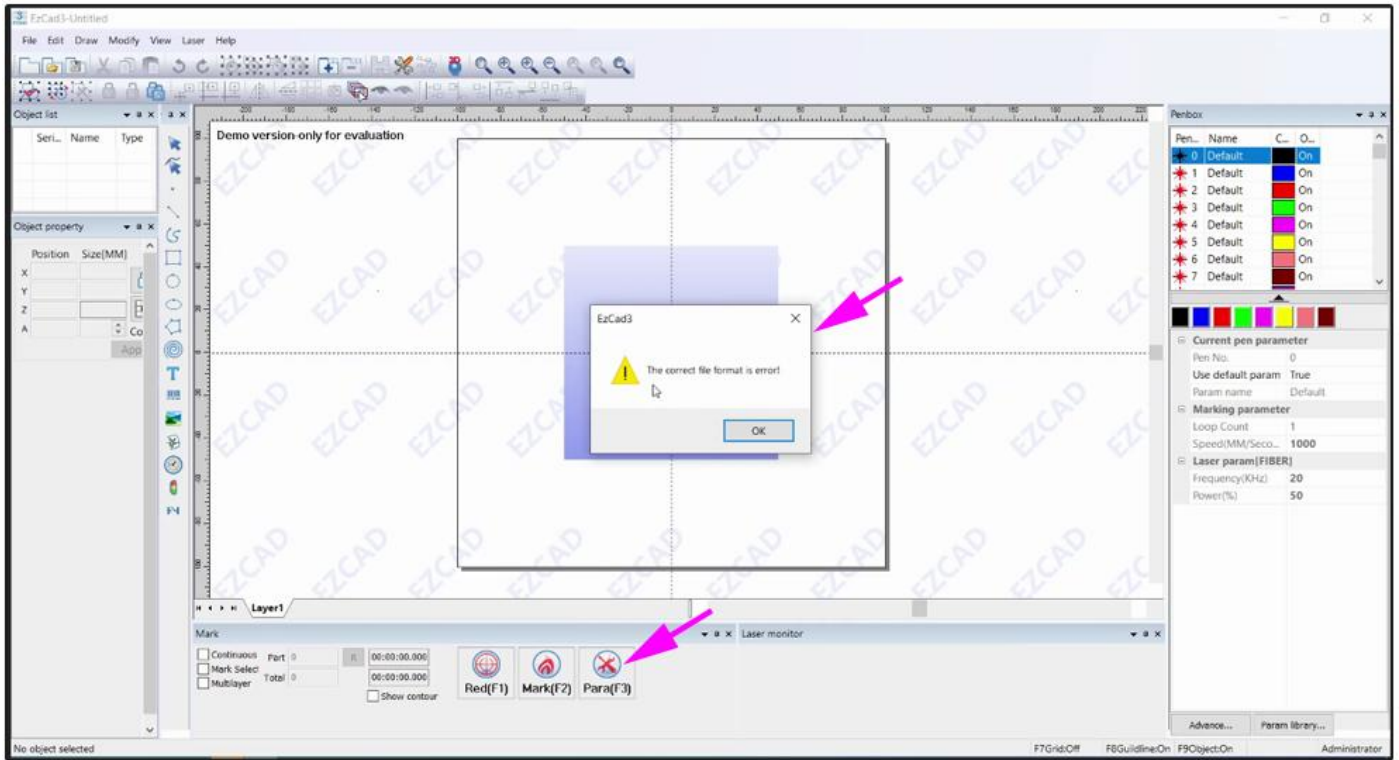 EzCad3-Untitled
File Edit Draw Modify View Laser Help
Object list
Seri... Name Type
Object property
Position Size(MM)
X
Y
Z
A
Co
App
Demo version-only for evaluation
EZCAD
EzCad3
The correct file format is error!
OK
Layer1
Mark
Continuous
Mark Select
Multilayer
Part 0
Total 0
R
00:00:00.000
00:00:00.000
Show contour
Red(F1) Mark(F2) Para(F3)
Laser monitor
Penbox
Pen... Name C... O...
0 Default On
1 Default On
2 Default On
3 Default On
4 Default On
5 Default On
6 Default On
7 Default On
Current pen parameter
Pen No. 0
Use default param True
Param name Default
Marking parameter
Loop Count 1
Speed(MM/Seco... 1000
Laser param(FIBER)
Frequency(KHz) 20
Power(%) 50
Advance... Param library...
No object selected
F7Grid:Off F8Guildline:On F9Object:On Administrator